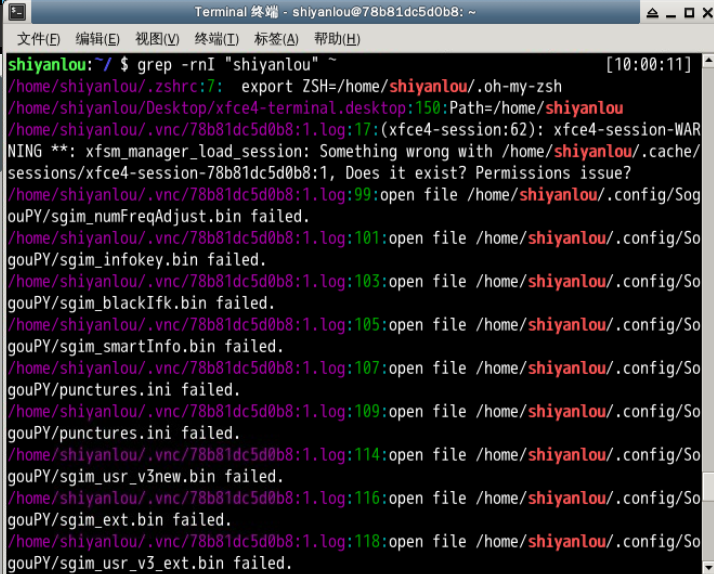 Terminal 终端 - shiyanlou@78b81dc5d0b8: ~
文件(F) 编辑(E) 视图(V) 终端(T) 标签(A) 帮助(H)
shiyanlou:~/ $ grep -rnI "shiyanlou" ~ [10:00:11]
/home/shiyanlou/.zshrc:7:  export ZSH=/home/shiyanlou/.oh-my-zsh
/home/shiyanlou/Desktop/xfce4-terminal.desktop:150:Path=/home/shiyanlou
/home/shiyanlou/.vnc/78b81dc5d0b8:1.log:17:(xfce4-session:62): xfce4-session-WAR
NING **: xfsm_manager_load_session: Something wrong with /home/shiyanlou/.cache/
sessions/xfce4-session-78b81dc5d0b8:1, Does it exist? Permissions issue?
/home/shiyanlou/.vnc/78b81dc5d0b8:1.log:99:open file /home/shiyanlou/.config/Sog
ouPY/sgim_numFreqAdjust.bin failed.
/home/shiyanlou/.vnc/78b81dc5d0b8:1.log:101:open file /home/shiyanlou/.config/So
gouPY/sgim_infokey.bin failed.
/home/shiyanlou/.vnc/78b81dc5d0b8:1.log:103:open file /home/shiyanlou/.config/So
gouPY/sgim_blackIfk.bin failed.
/home/shiyanlou/.vnc/78b81dc5d0b8:1.log:105:open file /home/shiyanlou/.config/So
gouPY/sgim_smartInfo.bin failed.
/home/shiyanlou/.vnc/78b81dc5d0b8:1.log:107:open file /home/shiyanlou/.config/So
gouPY/punctures.ini failed.
/home/shiyanlou/.vnc/78b81dc5d0b8:1.log:109:open file /home/shiyanlou/.config/So
gouPY/punctures.ini failed.
/home/shiyanlou/.vnc/78b81dc5d0b8:1.log:114:open file /home/shiyanlou/.config/So
gouPY/sgim_usr_v3new.bin failed.
/home/shiyanlou/.vnc/78b81dc5d0b8:1.log:116:open file /home/shiyanlou/.config/So
gouPY/sgim_ext.bin failed.
/home/shiyanlou/.vnc/78b81dc5d0b8:1.log:118:open file /home/shiyanlou/.config/So
gouPY/sgim_usr_v3_ext.bin failed.